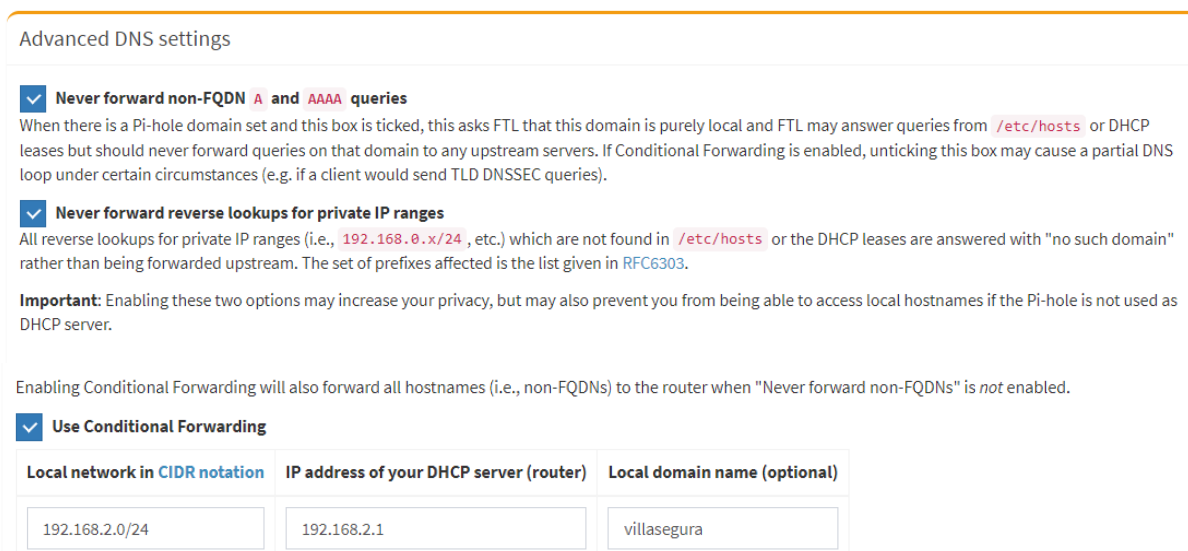 Advanced DNS settings
Never forward non-FQDN A and AAAA queries
When there is a Pi-hole domain set and this box is ticked, this asks FTL that this domain is purely local and FTL may answer queries from /etc/hosts or DHCP
leases but should never forward queries on that domain to any upstream servers. If Conditional Forwarding is enabled, unticking this box may cause a partial DNS
loop under certain circumstances (e.g. if a client would send TLD DNSSEC queries).
Never forward reverse lookups for private IP ranges
All reverse lookups for private IP ranges (i.e., 192.168.0.x/24 , etc.) which are not found in /etc/hosts or the DHCP leases are answered with "no such domain"
rather than being forwarded upstream. The set of prefixes affected is the list given in RFC6303.
Important: Enabling these two options may increase your privacy, but may also prevent you from being able to access local hostnames if the Pi-hole is not used as
DHCP server.
Enabling Conditional Forwarding will also forward all hostnames (i.e., non-FQDNs) to the router when "Never forward non-FQDNs" is not enabled.
Use Conditional Forwarding
Local network in CIDR notation IP address of your DHCP server (router) Local domain name (optional)
192.168.2.0/24 192.168.2.1 villasegura